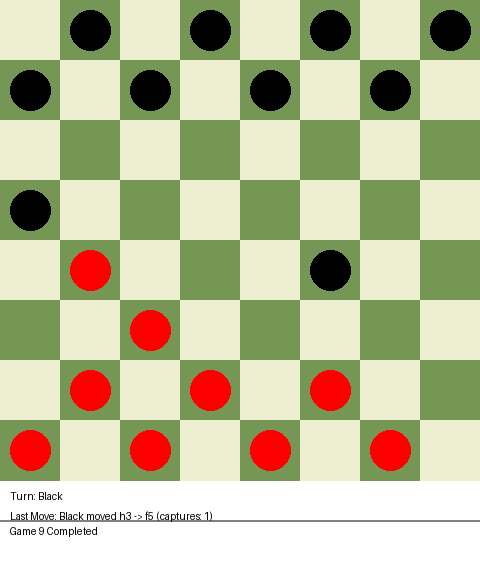 Turn: Black
Last Move: Black moved h3 -> f5 (captures: 1)
Game 9 Completed